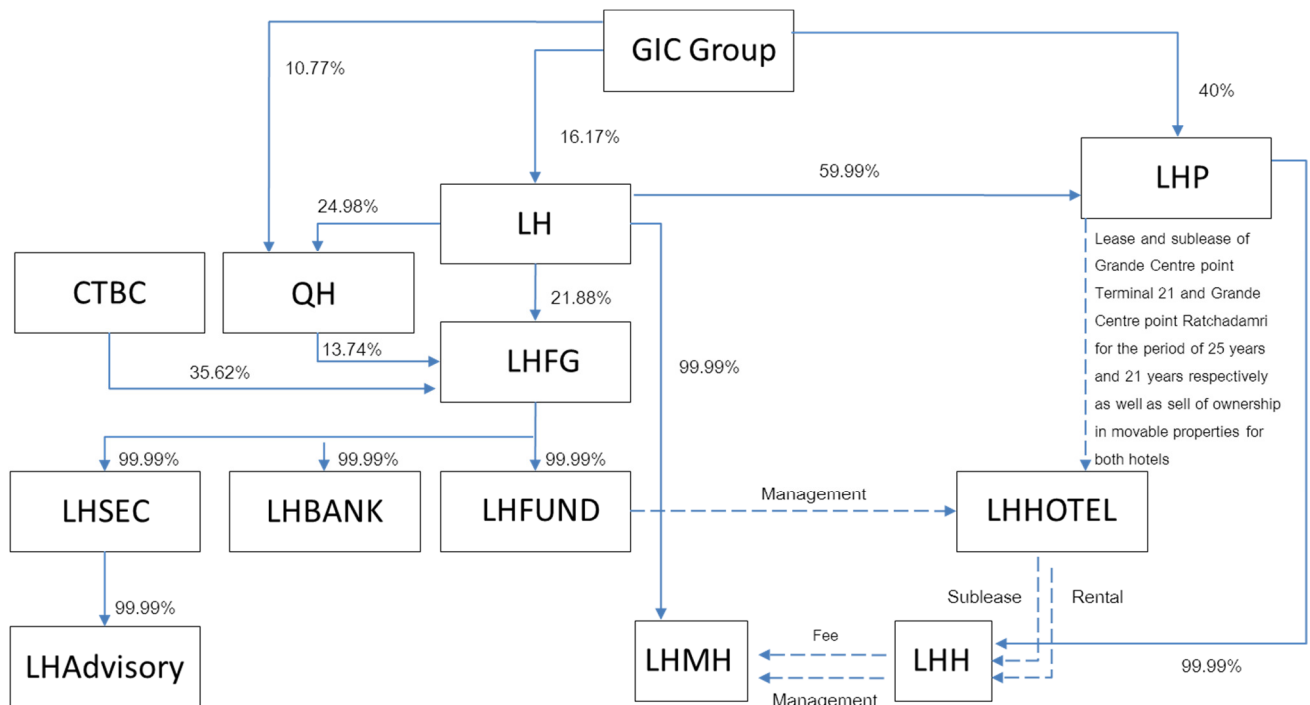 GIC Group
10.77%
40%
16.17%
LHP
59.99%
LH
24.98%
Lease and sublease of
Grande Centre point
Terminal 21 and Grande
Centre point Ratchadamri
for the period of 25 years
and 21 years respectively
as well as sell of ownership
in movable properties for
both hotels
CTBC
QH
21.88%
13.74%
LHFG
35.62%
99.99%
99.99%
99.99%
99.99%
LHSEC
LHBANK
LHFUND
Management
LHHOTEL
Sublease
Rental
99.99%
LHAdvisory
LHMH
Fee
LHH
99.99%
Management